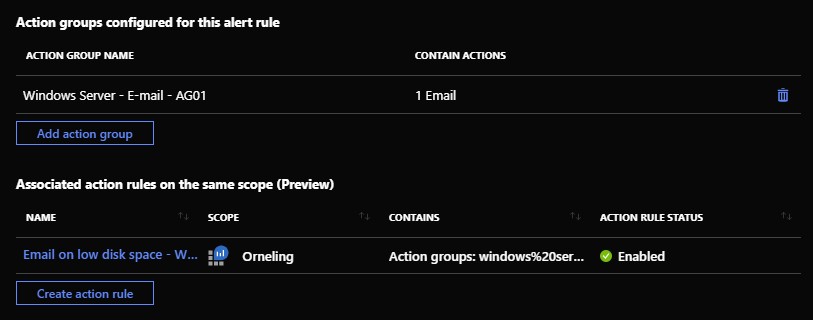 Action groups configured for this alert rule
ACTION GROUP NAME CONTAIN ACTIONS
Windows Server - E-mail - AG01 1 Email
Add action group
Associated action rules on the same scope (Preview)
NAME SCOPE CONTAINS ACTION RULE STATUS
Email on low disk space - W... Orneling Action groups: windows%20ser... Enabled
Create action rule